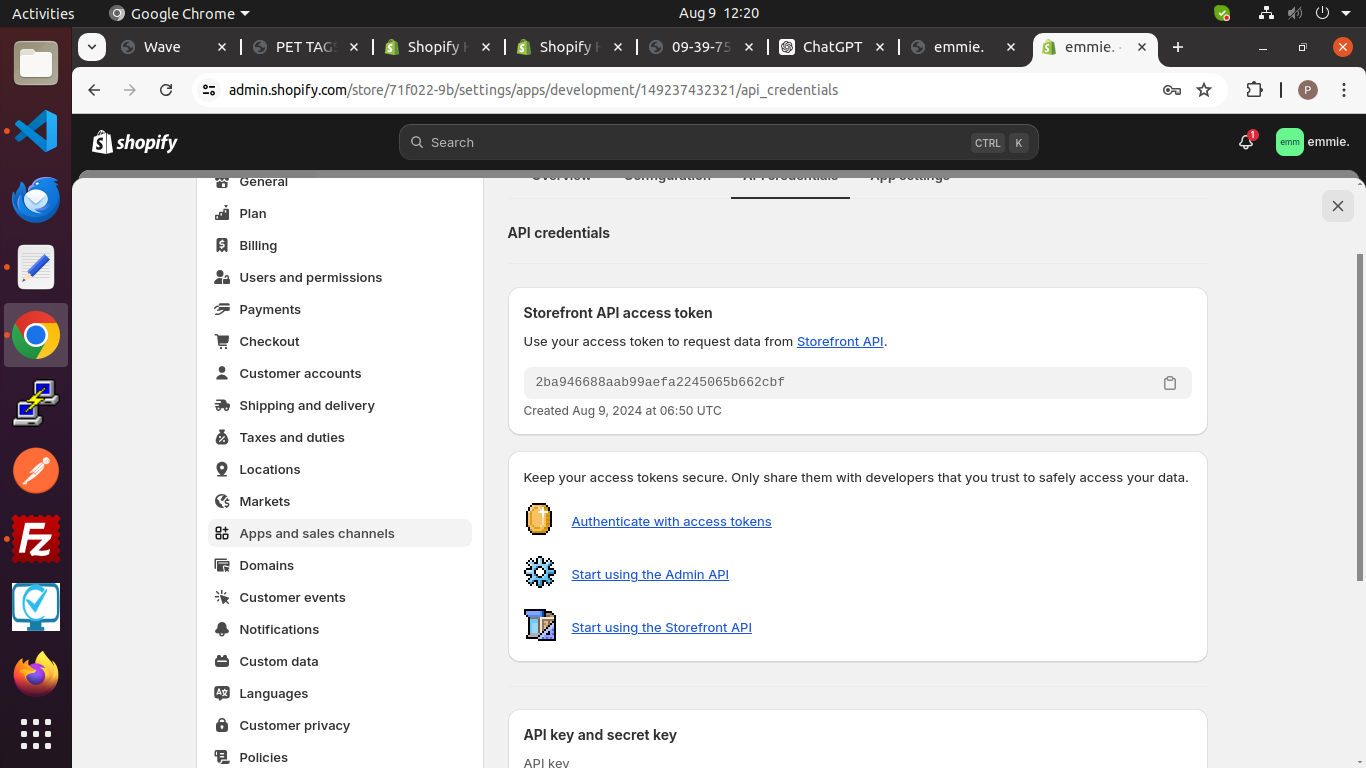 Activities
Google Chrome
Aug 9 12:20
Wave
PET TAGS
Shopify H
Shopify H
09-39-75
ChatGPT
emmie.
emmie. ·
admin.shopify.com/store/71f022-9b/settings/apps/development/149237432321/api_credentials
P
shopify
Search
CTRL
K
1
emm
emmie.
Overview
Configuration
API credentials
App settings
General
Plan
Billing
Users and permissions
Payments
Checkout
Customer accounts
Shipping and delivery
Taxes and duties
Locations
Markets
Apps and sales channels
Domains
Customer events
Notifications
Custom data
Languages
Customer privacy
Policies
API credentials
Storefront API access token
Use your access token to request data from Storefront API.
2ba946688aab99aefa2245065b662cbf
Created Aug 9, 2024 at 06:50 UTC
Keep your access tokens secure. Only share them with developers that you trust to safely access your data.
Authenticate with access tokens
Start using the Admin API
Start using the Storefront API
API key and secret key
API key